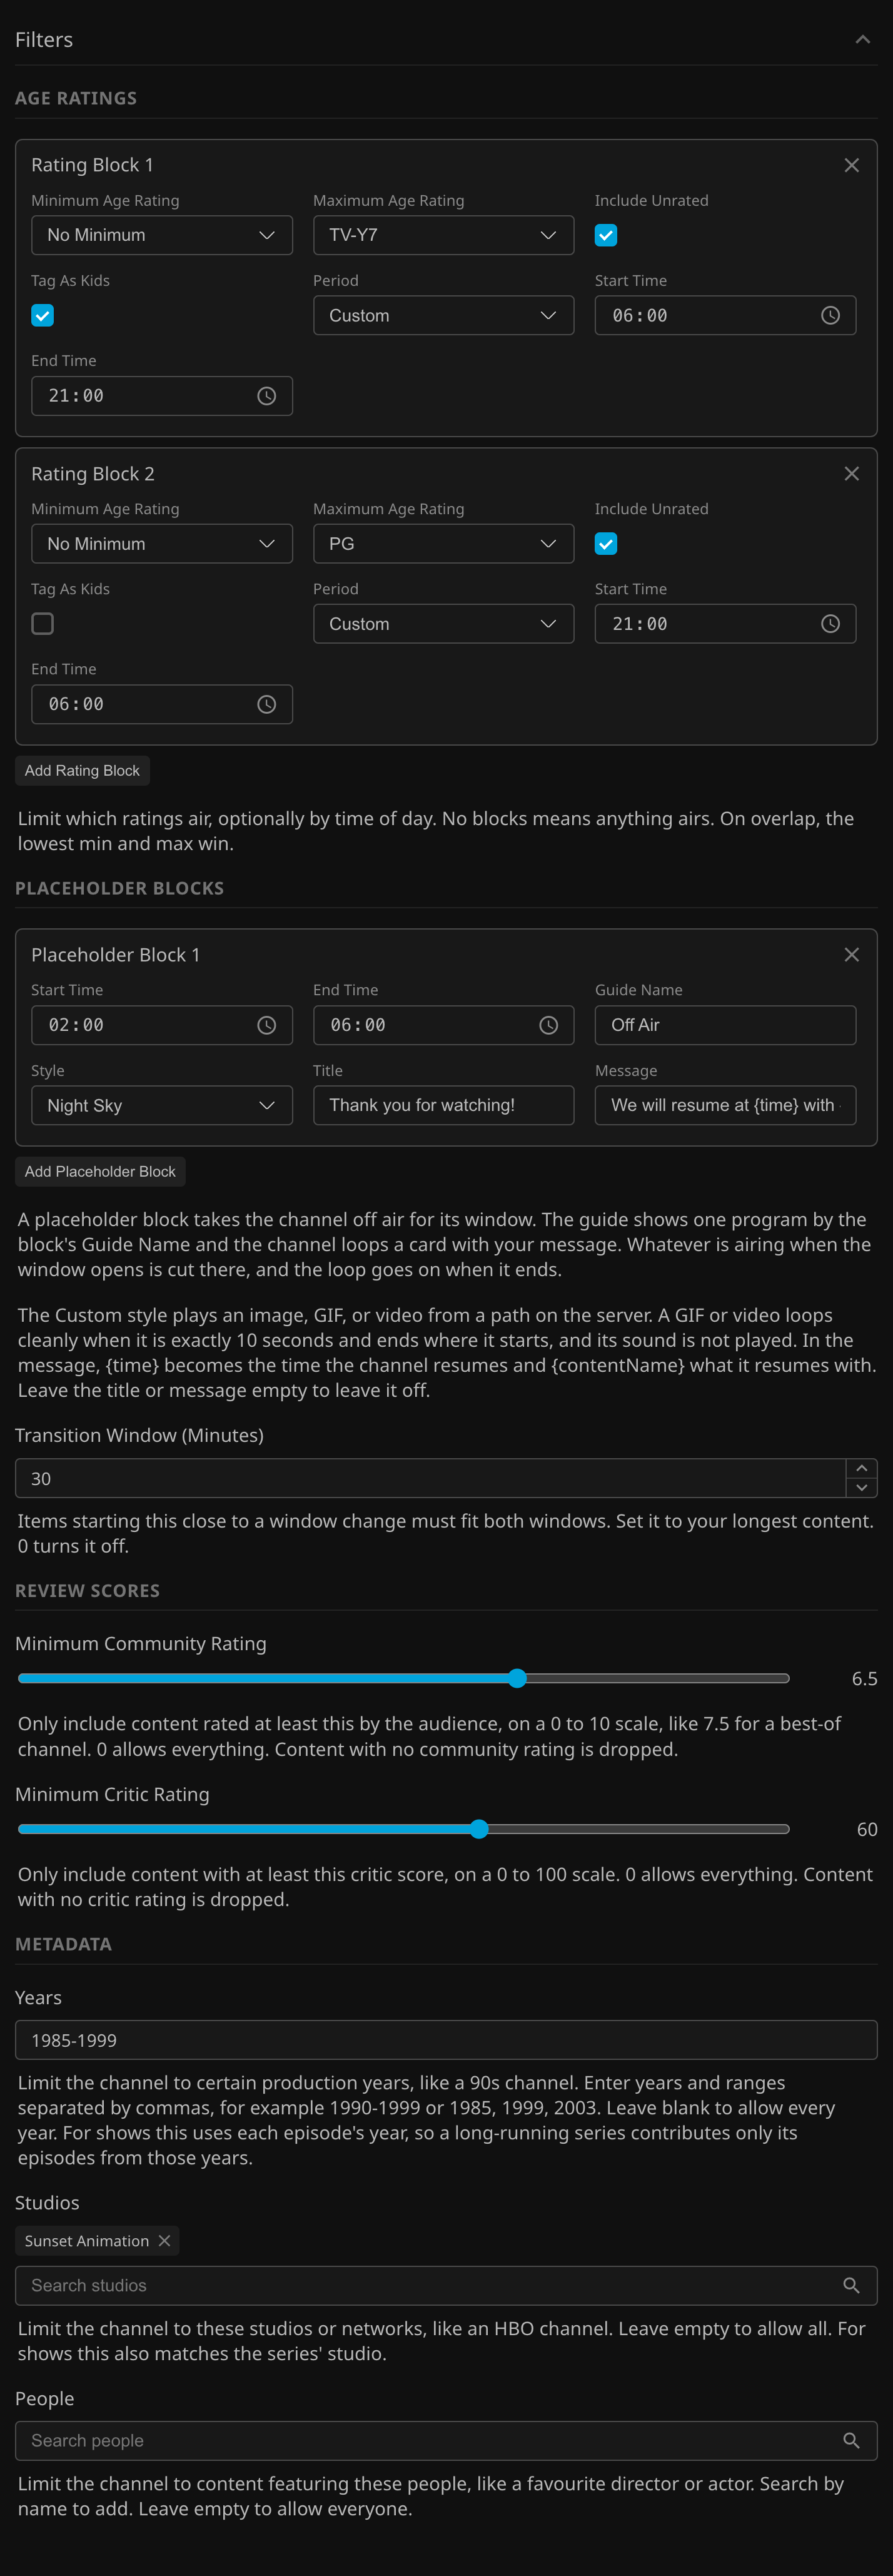 Filters
AGE RATINGS
Rating Block 1
Minimum Age Rating
Maximum Age Rating
Include Unrated
No Minimum
TV-Y7
Tag As Kids
Period
Start Time
Custom
06:00
End Time
21:00
Rating Block 2
Minimum Age Rating
Maximum Age Rating
Include Unrated
No Minimum
PG
Tag As Kids
Period
Start Time
Custom
21:00
End Time
06:00
Add Rating Block
Limit which ratings air, optionally by time of day. No blocks means anything airs. On overlap, the
lowest min and max win.
PLACEHOLDER BLOCKS
Placeholder Block 1
Start Time
End Time
Guide Name
02:00
06:00
Off Air
Style
Title
Message
Night Sky
Thank you for watching!
We will resume at {time} with
Add Placeholder Block
A placeholder block takes the channel off air for its window. The guide shows one program by the
block's Guide Name and the channel loops a card with your message. Whatever is airing when the
window opens is cut there, and the loop goes on when it ends.
The Custom style plays an image, GIF, or video from a path on the server. A GIF or video loops
cleanly when it is exactly 10 seconds and ends where it starts, and its sound is not played. In the
message, {time} becomes the time the channel resumes and {contentName} what it resumes with.
Leave the title or message empty to leave it off.
Transition Window (Minutes)
30
Items starting this close to a window change must fit both windows. Set it to your longest content.
0 turns it off.
REVIEW SCORES
Minimum Community Rating
6.5
Only include content rated at least this by the audience, on a 0 to 10 scale, like 7.5 for a best-of
channel. 0 allows everything. Content with no community rating is dropped.
Minimum Critic Rating
60
Only include content with at least this critic score, on a 0 to 100 scale. 0 allows everything. Content
with no critic rating is dropped.
METADATA
Years
1985-1999
Limit the channel to certain production years, like a 90s channel. Enter years and ranges
separated by commas, for example 1990-1999 or 1985, 1999, 2003. Leave blank to allow every
year. For shows this uses each episode's year, so a long-running series contributes only its
episodes from those years.
Studios
Sunset Animation
Search studios
Limit the channel to these studios or networks, like an HBO channel. Leave empty to allow all. For
shows this also matches the series' studio.
People
Search people
Limit the channel to content featuring these people, like a favourite director or actor. Search by
name to add. Leave empty to allow everyone.